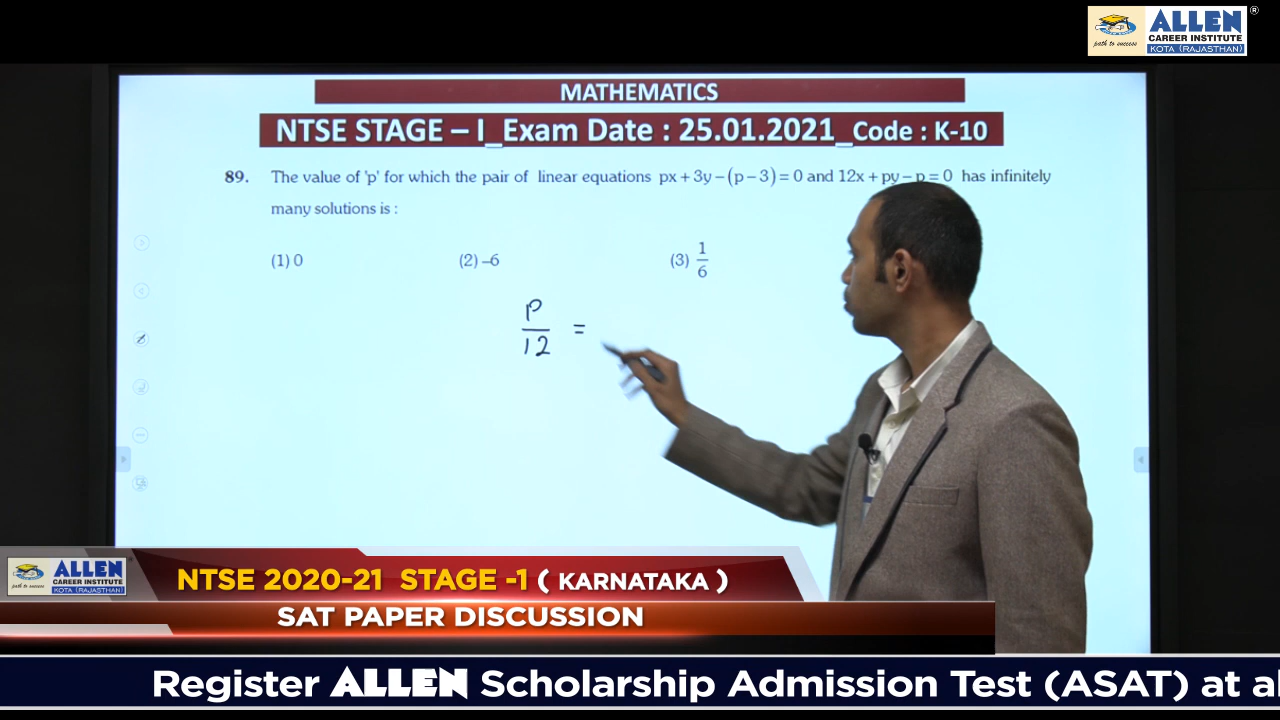 ALLEN ®
CAREER INSTITUTE
path to success
KOTA (RAJASTHAN)
MATHEMATICS
NTSE STAGE – I_Exam Date : 25.01.2021_Code : K-10
89. The value of 'p' for which the pair of linear equations px + 3y – (p – 3) = 0 and 12x + py – p = 0 has infinitely
many solutions is :
(1) 0 (2) –6 (3) 1/6
P/12 =
ALLEN
CAREER INSTITUTE
path to success
KOTA (RAJASTHAN)
NTSE 2020-21 STAGE -1 ( KARNATAKA )
SAT PAPER DISCUSSION
Register ALLEN Scholarship Admission Test (ASAT) at al